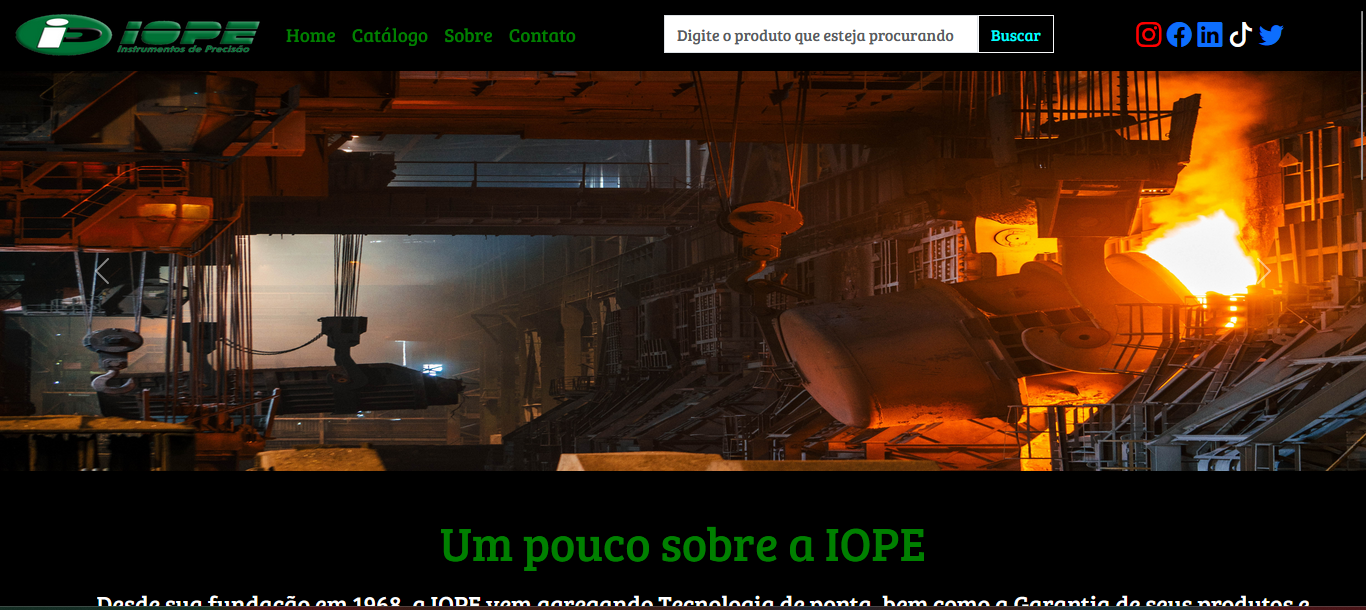 iD IOPE
Instrumentos de Precisão
Home Catálogo Sobre Contato
Digite o produto que esteja procurando Buscar
Um pouco sobre a IOPE
Desde sua fundação em 1968, a IOPE vem agregando Tecnologia de ponta, bem como a Garantia de seus produtos e